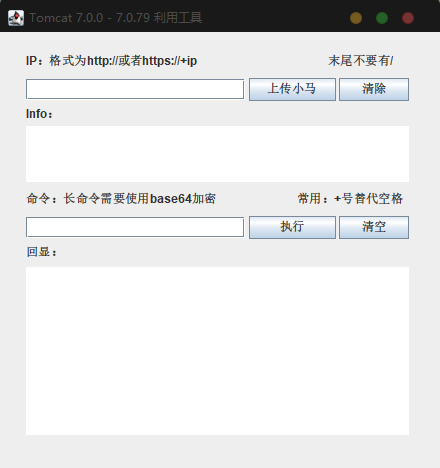 Tomcat 7.0.0 - 7.0.79 利用工具
IP：格式为http://或者https://+ip 末尾不要有/
上传小马 清除
Info：
命令：长命令需要使用base64加密 常用：+号替代空格
执行 清空
回显：